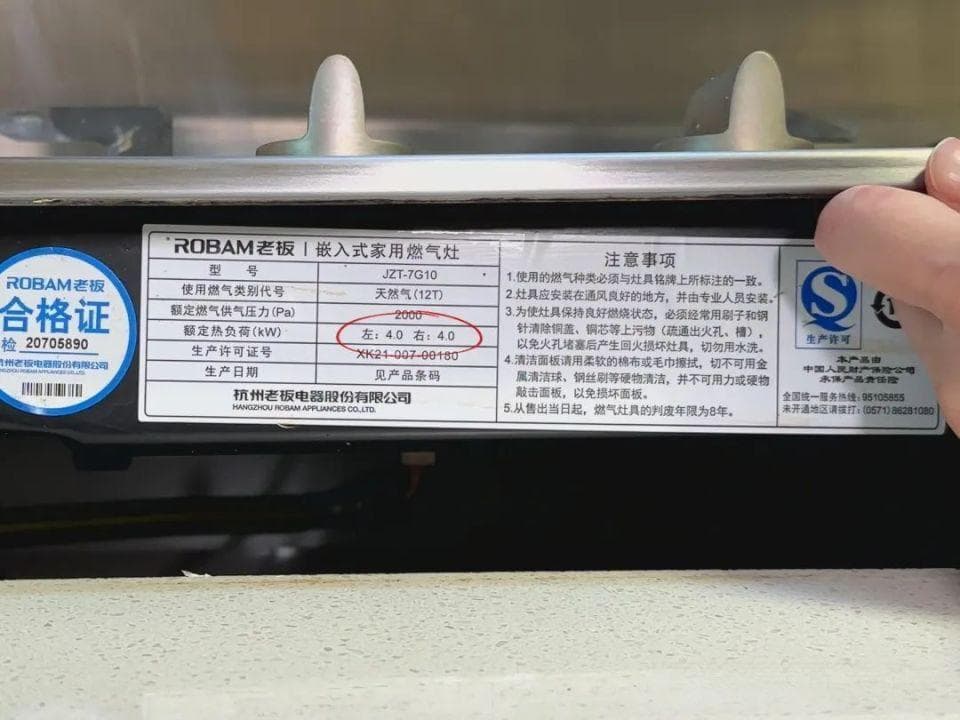 ROBAM老板
合格证
检 20705890
杭州老板电器股份有限公司
HANGZHOU ROBAM APPLIANCES CO.,LTD.
ROBAM老板 | 嵌入式家用燃气灶
型 号 JZT-7G10
使用燃气类别代号 天然气(12T)
额定燃气供气压力(Pa) 2000
额定热负荷(kW) 左：4.0 右：4.0
生产许可证号 XK21-007-00180
生产日期 见产品条码
杭州老板电器股份有限公司
HANGZHOU ROBAM APPLIANCES CO.,LTD.
注意事项
1.使用的燃气种类必须与灶具铭牌上所标注的一致。
2.灶具应安装在通风良好的地方，并由专业人员安装。
3.为使灶具保持良好燃烧状态，必须经常用刷子和钢
针清除铜盖、铜芯等上污物（疏通出火孔、槽），
以免火孔堵塞后产生回火损坏灶具，切勿用水洗。
4.清洁面板请用柔软的棉布或毛巾擦拭，切不可用金
属清洁球、钢丝刷等硬物清洁，并不可用力或硬物
敲击面板，以免损坏面板。
5.从售出当日起，燃气灶具的判废年限为8年。
生产许可
本产品由
中国人民财产保险公司
承保产品责任险
全国统一服务热线：95105855
未开通地区请拨打：(0571)86281080